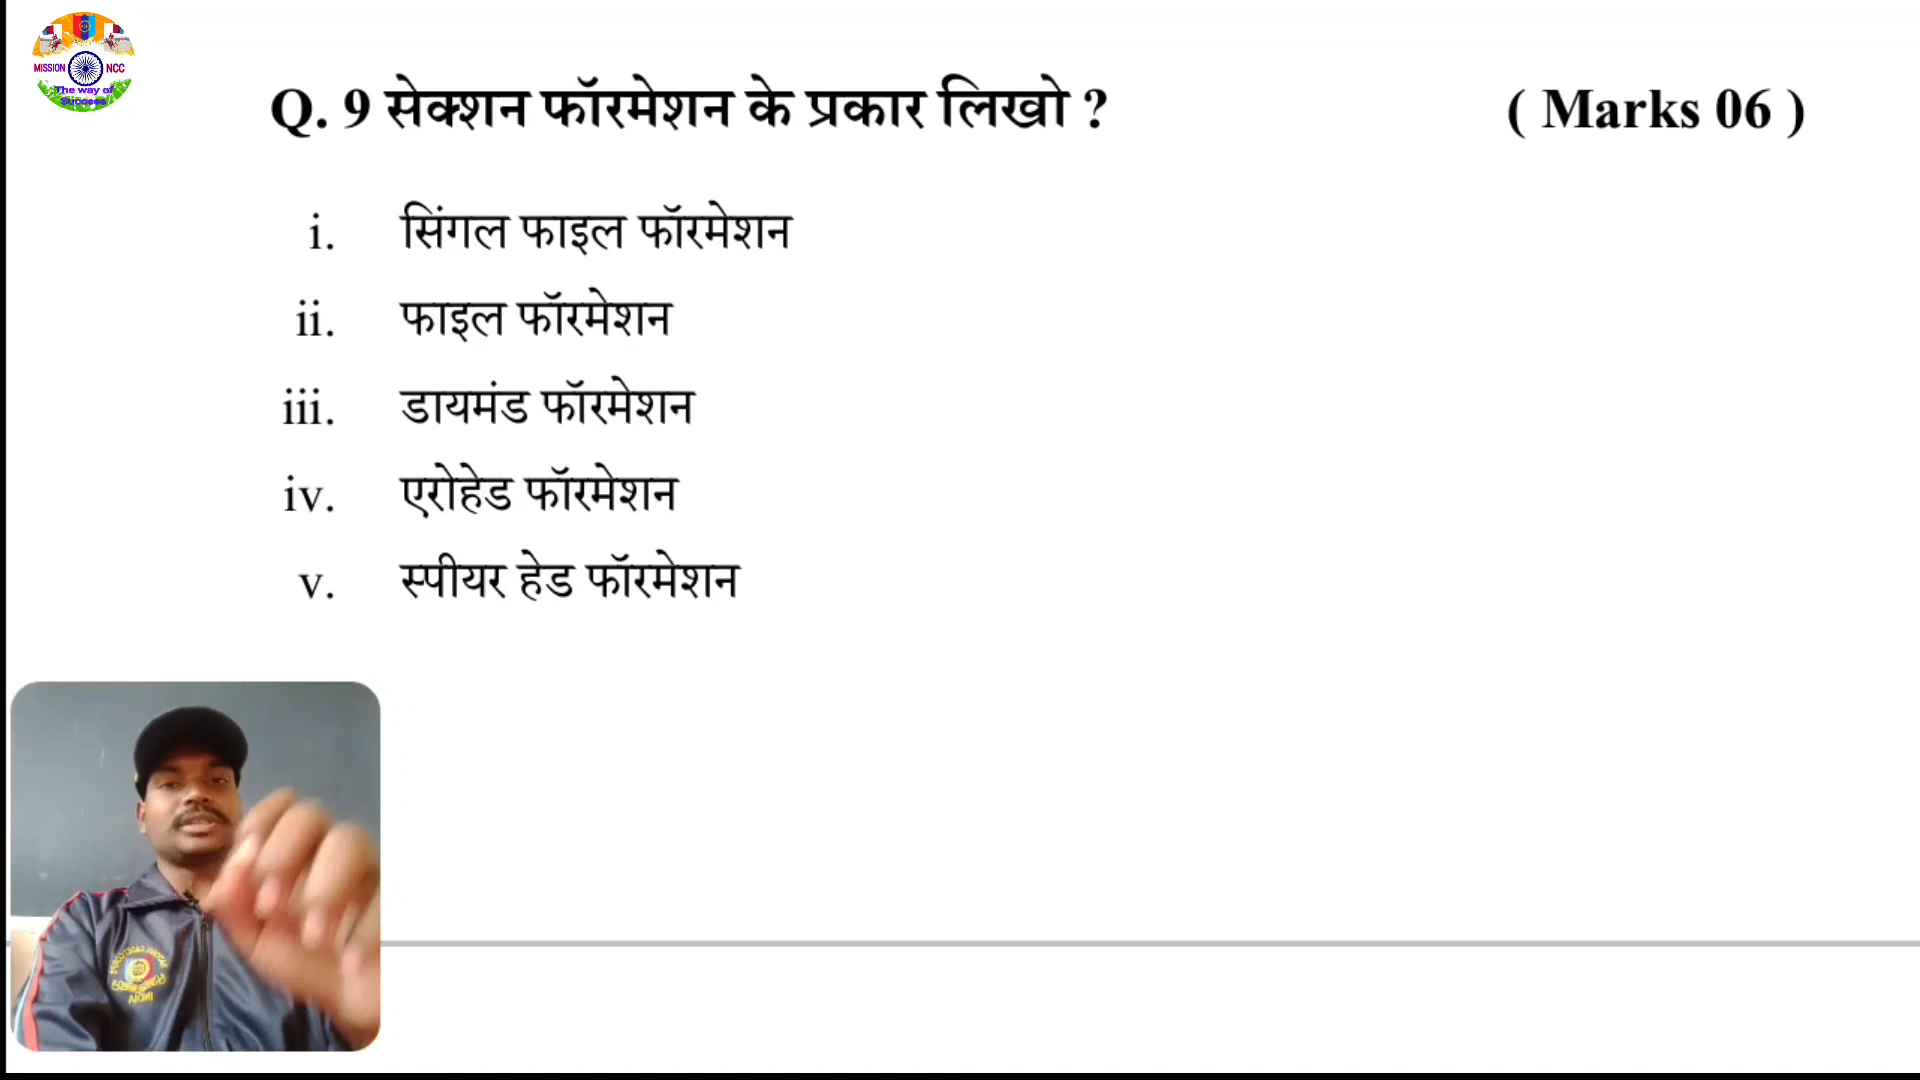 MISSION NCC
The way of
Success
Q. 9 सेक्शन फॉरमेशन के प्रकार लिखो ? ( Marks 06 )
i. सिंगल फाइल फॉरमेशन
ii. फाइल फॉरमेशन
iii. डायमंड फॉरमेशन
iv. एरोहेड फॉरमेशन
v. स्पीयर हेड फॉरमेशन